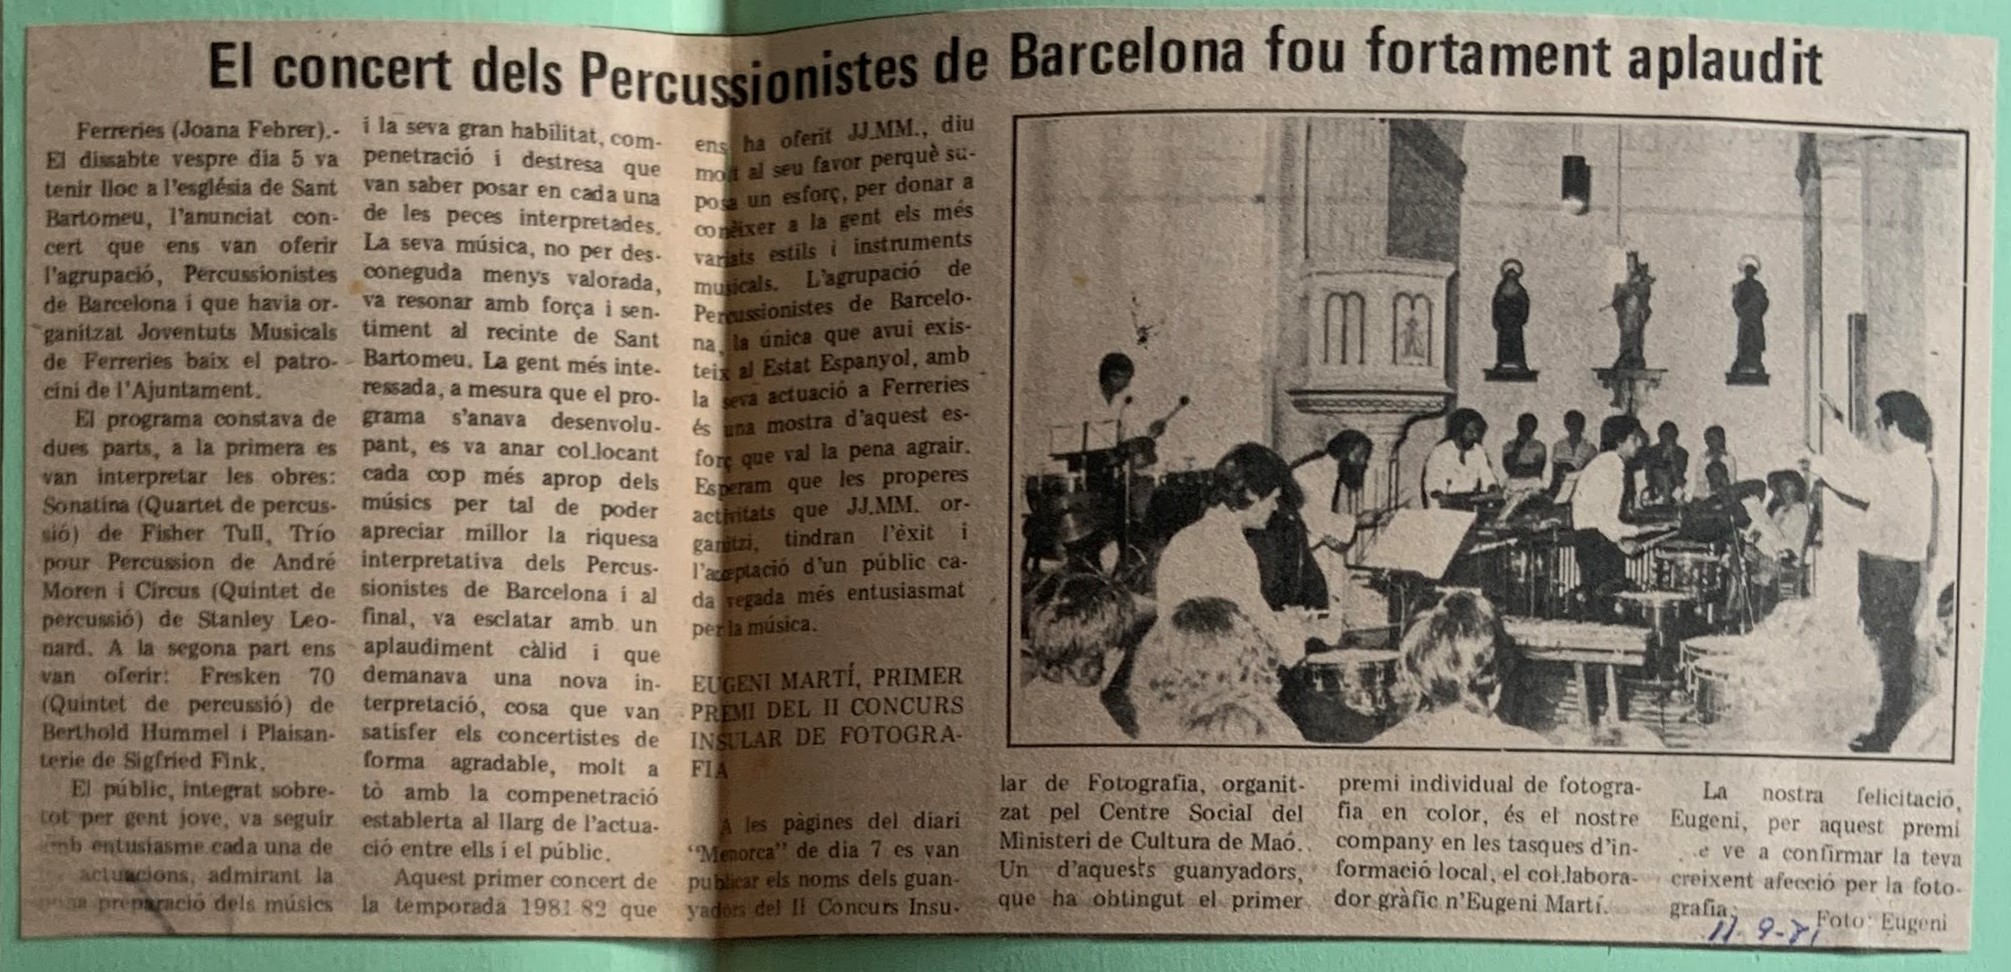 El concert dels Percussionistes de Barcelona fou fortament aplaudit
Ferreries (Joana Febrer).-
El dissabte vespre dia 5 va
tenir lloc a l'església de Sant
Bartomeu, l'anunciat con-
cert que ens van oferir
l'agrupació, Percussionistes
de Barcelona i que havia or-
ganitzat Joventuts Musicals
de Ferreries baix el patro-
cini de l'Ajuntament.
El programa constava de
dues parts, a la primera es
van interpretar les obres:
Sonatina (Quartet de percus-
sió) de Fisher Tull, Trío
pour Percussion de André
Moren i Circus (Quintet de
percussió) de Stanley Leo-
nard. A la segona part ens
van oferir: Fresken 70
(Quintet de percussió) de
Berthold Hummel i Plaisan-
terie de Sigfried Fink.
El públic, integrat sobre-
tot per gent jove, va seguir
amb entusiasme cada una de
actuacions, admirant la
preparació dels músics
i la seva gran habilitat, com-
penetració i destresa que
van saber posar en cada una
de les peces interpretades.
La seva música, no per des-
coneguda menys valorada,
va resonar amb força i sen-
timent al recinte de Sant
Bartomeu. La gent més inte-
ressada, a mesura que el pro-
grama s'anava desenvolu-
pant, es va anar col.locant
cada cop més aprop dels
músics per tal de poder
apreciar millor la riquesa
interpretativa dels Percus-
sionistes de Barcelona i al
final, va esclatar amb un
aplaudiment càlid i que
demanava una nova in-
terpretació, cosa que van
satisfer els concertistes de
forma agradable, molt a
tò amb la compenetració
establerta al llarg de l'actua-
ció entre ells i el públic.
Aquest primer concert de
la temporada 1981-82 que
ens ha oferit JJ.MM., diu
molt al seu favor perquè su-
posa un esforç, per donar a
conèixer a la gent els més
variats estils i instruments
musicals. L'agrupació de
Percussionistes de Barcelo-
na, la única que avui exis-
teix al Estat Espanyol, amb
la seva actuació a Ferreries
és una mostra d'aquest es-
forç que val la pena agrair.
Esperam que les properes
activitats que JJ.MM. or-
ganitzi, tindran l'èxit i
l'aceptació d'un públic ca-
da vegada més entusiasmat
per la música.
EUGENI MARTÍ, PRIMER
PREMI DEL II CONCURS
INSULAR DE FOTOGRA-
FIA
A les pàgines del diari
"Menorca" de dia 7 es van
publicar els noms dels guan-
yadors del II Concurs Insu-
lar de Fotografia, organit-
zat pel Centre Social del
Ministeri de Cultura de Maó.
Un d'aquests guanyadors,
que ha obtingut el primer
premi individual de fotogra-
fia en color, és el nostre
company en les tasques d'in-
formació local, el col.labora-
dor gràfic n'Eugeni Martí.
La nostra felicitació,
Eugeni, per aquest premi
ve a confirmar la teva
creixent afecció per la foto-
grafia.
Foto: Eugeni
11-9-81